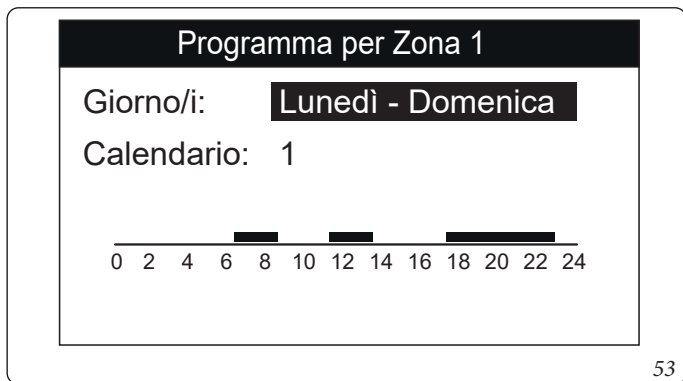 Programma per Zona 1
Giorno/i: Lunedì - Domenica
Calendario: 1
0 2 4 6 8 10 12 14 16 18 20 22 24
53